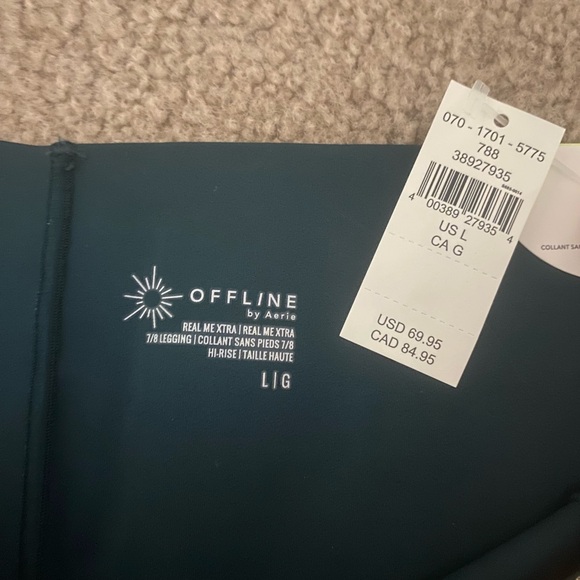 070 - 1701 - 5775
788
38927935
0 00389 27935 4
US L
CA G
USD 69.95
CAD 84.95
COLLANT SA
OFFLINE
by Aerie
REAL ME XTRA | REAL ME XTRA
7/8 LEGGING | COLLANT SANS PIEDS 7/8
HI-RISE | TAILLE HAUTE
L|G